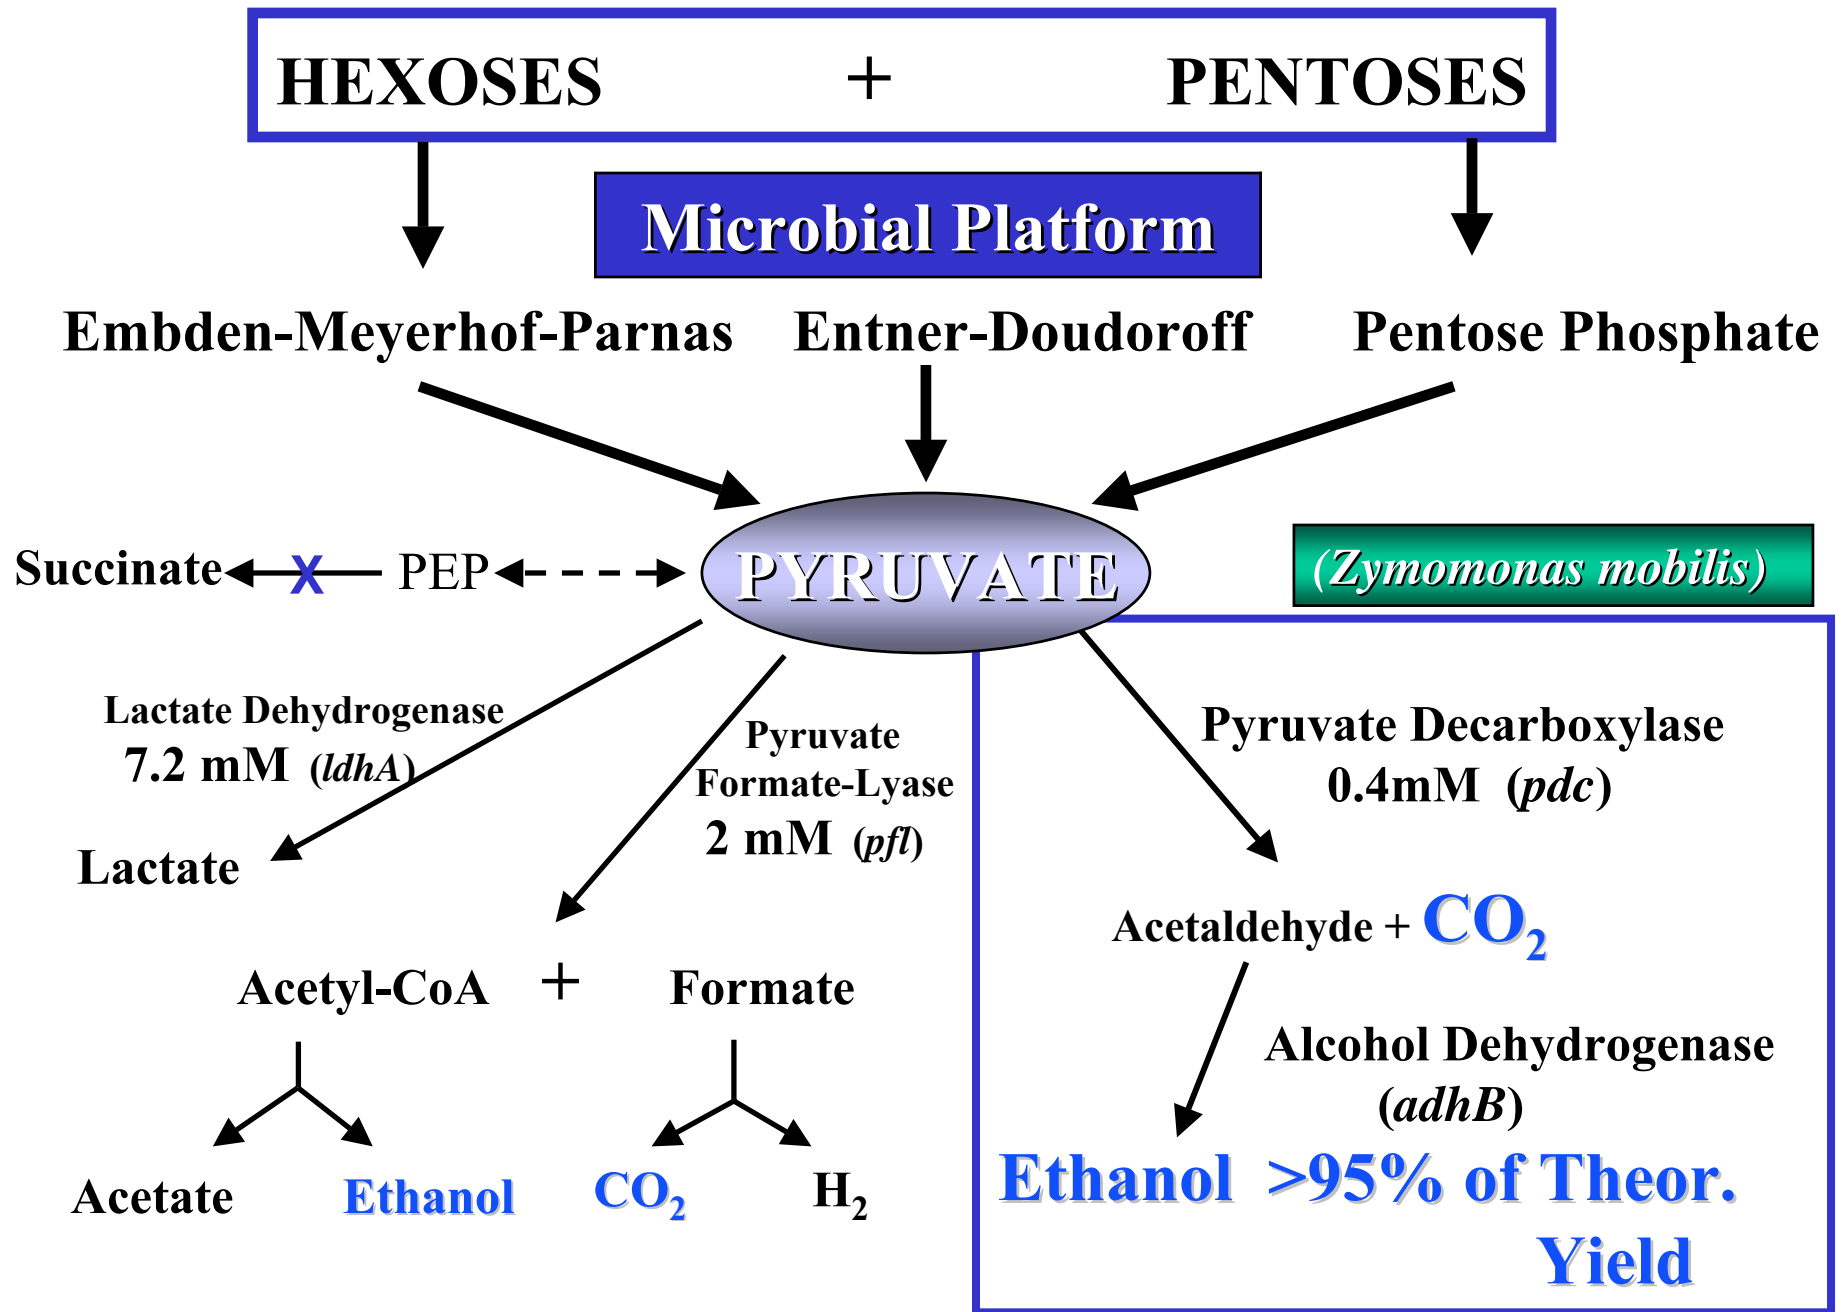 HEXOSES + PENTOSES
Microbial Platform
Embden-Meyerhof-Parnas Entner-Doudoroff Pentose Phosphate
Succinate X PEP PYRUVATE (Zymomonas mobilis)
Lactate Dehydrogenase
7.2 mM (ldhA)
Lactate
Pyruvate
Formate-Lyase
2 mM (pfl)
Acetyl-CoA + Formate
Acetate Ethanol CO₂ H₂
Pyruvate Decarboxylase
0.4mM (pdc)
Acetaldehyde + CO₂
Alcohol Dehydrogenase
(adhB)
Ethanol >95% of Theor.
Yield